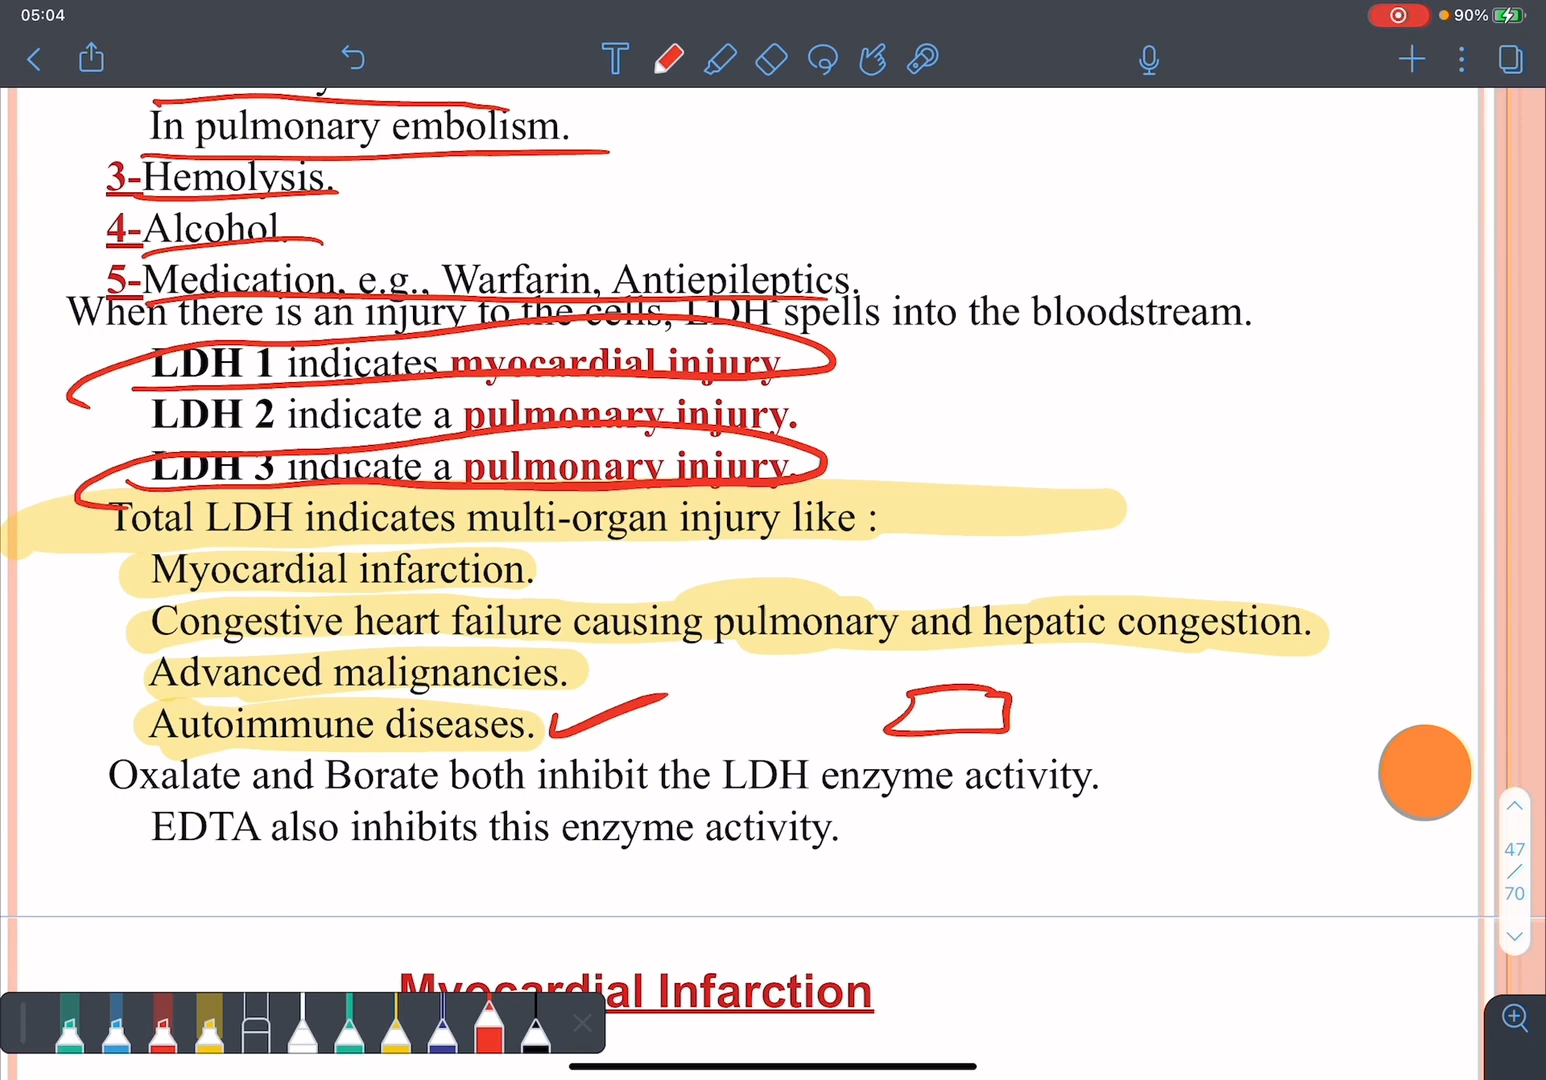 05:04
90%
In pulmonary embolism.
3-Hemolysis.
4-Alcohol.
5-Medication, e.g., Warfarin, Antiepileptics.
When there is an injury to the cells, LDH spells into the bloodstream.
LDH 1 indicates myocardial injury
LDH 2 indicate a pulmonary injury.
LDH 3 indicate a pulmonary injury.
Total LDH indicates multi-organ injury like :
Myocardial infarction.
Congestive heart failure causing pulmonary and hepatic congestion.
Advanced malignancies.
Autoimmune diseases.
Oxalate and Borate both inhibit the LDH enzyme activity.
EDTA also inhibits this enzyme activity.
47
/
70
Myocardial Infarction